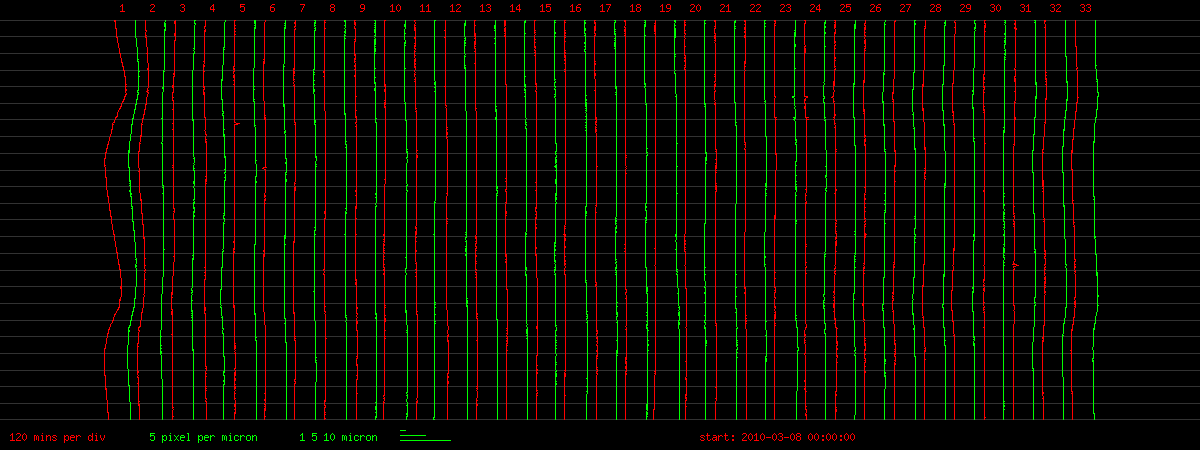 1 2 3 4 5 6 7 8 9 10 11 12 13 14 15 16 17 18 19 20 21 22 23 24 25 26 27 28 29 30 31 32 33
120 mins per div 5 pixel per micron 1 5 10 micron start: 2010-03-08 00:00:00